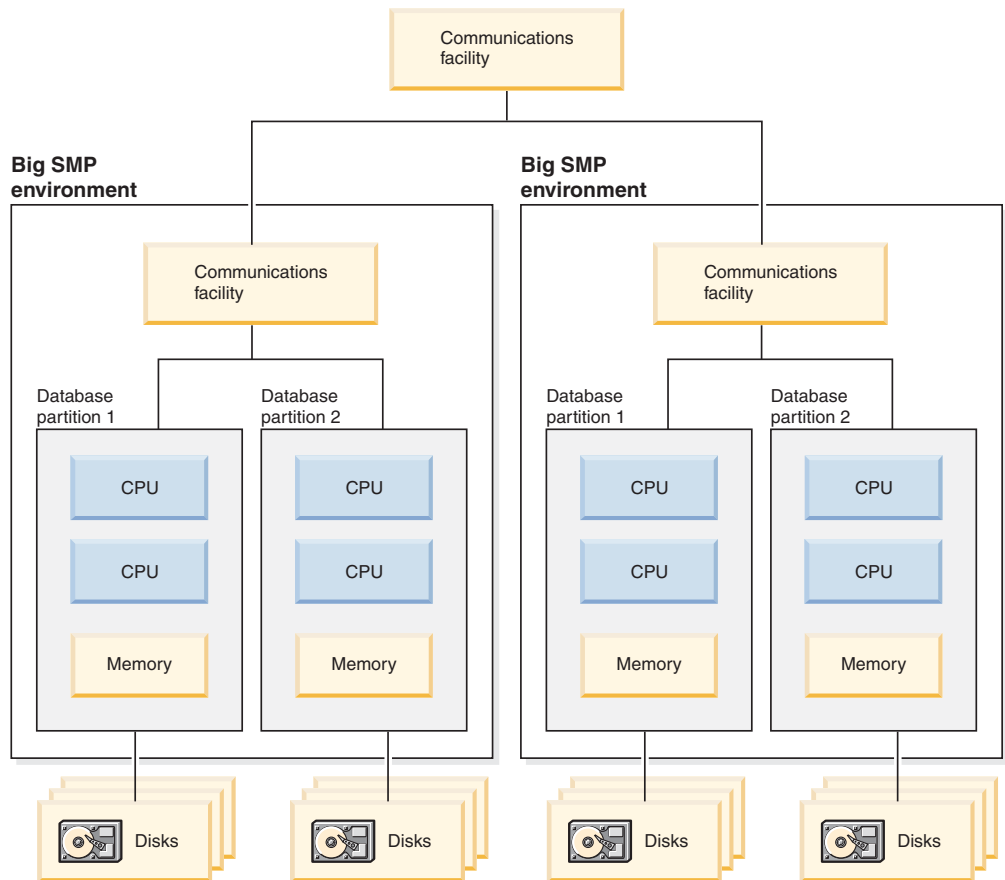 Communications
facility
Big SMP
environment
Big SMP
environment
Communications
facility
Communications
facility
Database
partition 1
Database
partition 2
Database
partition 1
Database
partition 2
CPU
CPU
CPU
CPU
CPU
CPU
CPU
CPU
Memory
Memory
Memory
Memory
Disks
Disks
Disks
Disks